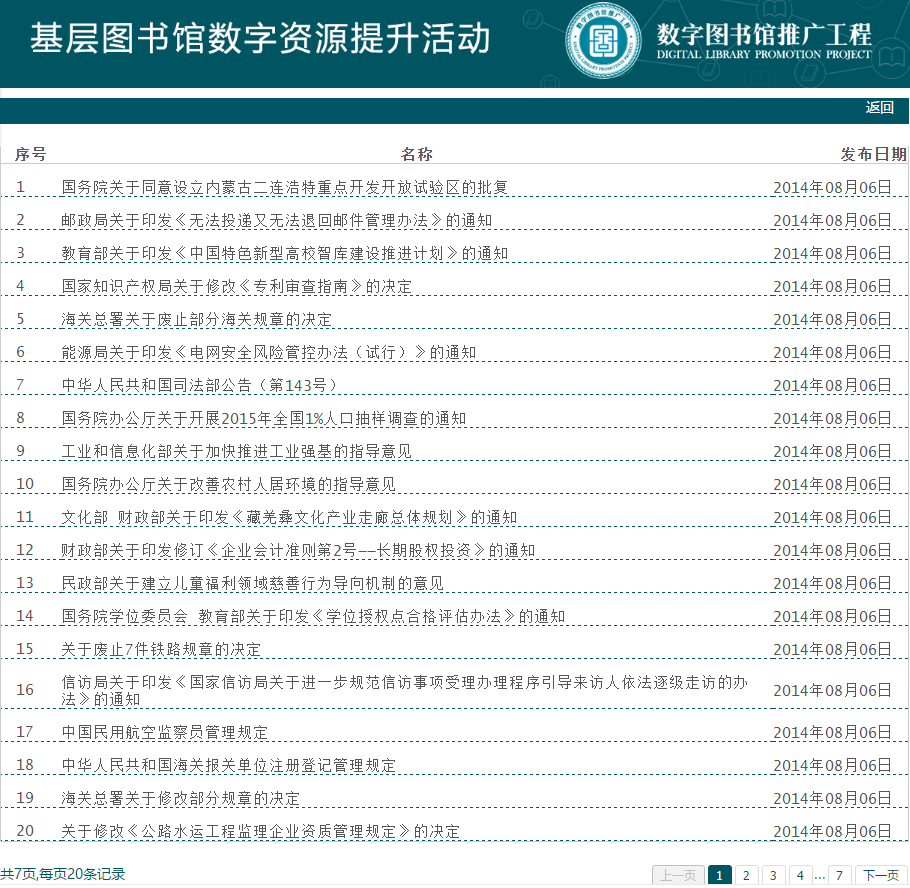 基层图书馆数字资源提升活动
数字图书馆推广工程
DIGITAL LIBRARY PROMOTION PROJECT
返回
序号 名称 发布日期
1 国务院关于同意设立内蒙古二连浩特重点开发开放试验区的批复 2014年08月06日
2 邮政局关于印发《无法投递又无法退回邮件管理办法》的通知 2014年08月06日
3 教育部关于印发《中国特色新型高校智库建设推进计划》的通知 2014年08月06日
4 国家知识产权局关于修改《专利审查指南》的决定 2014年08月06日
5 海关总署关于废止部分海关规章的决定 2014年08月06日
6 能源局关于印发《电网安全风险管控办法（试行）》的通知 2014年08月06日
7 中华人民共和国司法部公告（第143号） 2014年08月06日
8 国务院办公厅关于开展2015年全国1%人口抽样调查的通知 2014年08月06日
9 工业和信息化部关于加快推进工业强基的指导意见 2014年08月06日
10 国务院办公厅关于改善农村人居环境的指导意见 2014年08月06日
11 文化部 财政部关于印发《藏羌彝文化产业走廊总体规划》的通知 2014年08月06日
12 财政部关于印发修订《企业会计准则第2号——长期股权投资》的通知 2014年08月06日
13 民政部关于建立儿童福利领域慈善行为导向机制的意见 2014年08月06日
14 国务院学位委员会 教育部关于印发《学位授权点合格评估办法》的通知 2014年08月06日
15 关于废止7件铁路规章的决定 2014年08月06日
16 信访局关于印发《国家信访局关于进一步规范信访事项受理办理程序引导来访人依法逐级走访的办 2014年08月06日
法》的通知
17 中国民用航空监察员管理规定 2014年08月06日
18 中华人民共和国海关报关单位注册登记管理规定 2014年08月06日
19 海关总署关于修改部分规章的决定 2014年08月06日
20 关于修改《公路水运工程监理企业资质管理规定》的决定 2014年08月06日
共7页,每页20条记录 上一页 1 2 3 4 ... 7 下一页